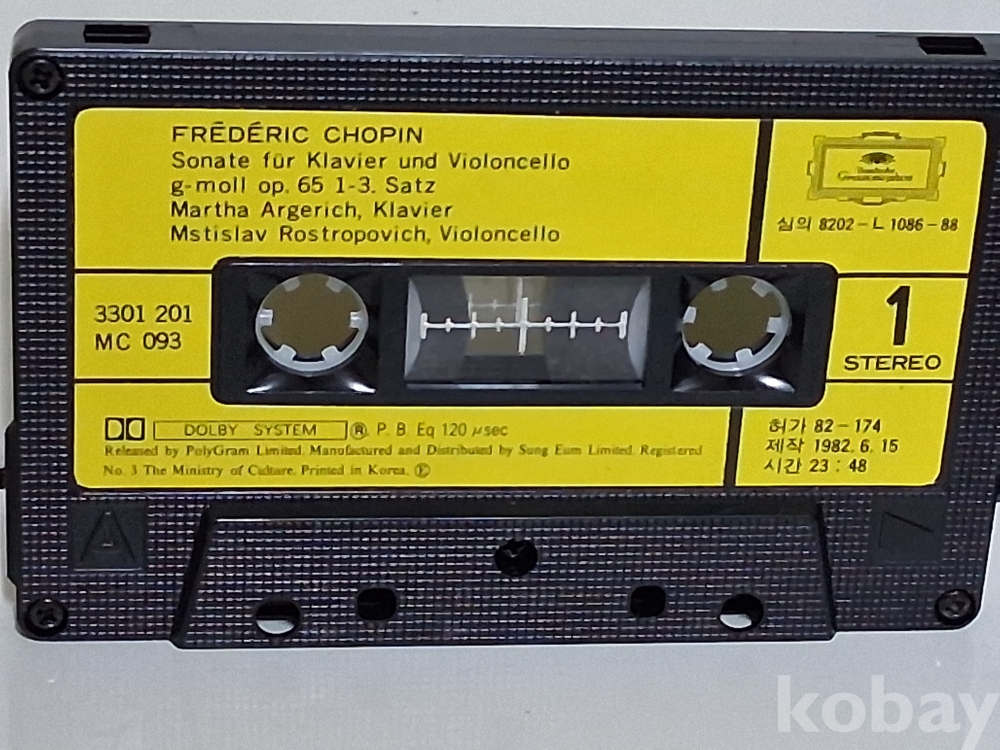 FRÉDÉRIC CHOPIN
Sonate für Klavier und Violoncello
g-moll op. 65 1-3. Satz
Martha Argerich, Klavier
Mstislav Rostropovich, Violoncello
Deutsche
Grammophon
심의 8202-L 1086-88
3301 201
MC 093
1
STEREO
DOLBY SYSTEM ® P. B. Eq 120 μsec
Released by PolyGram Limited. Manufactured and Distributed by Sung Eum Limited. Registered
No. 3 The Ministry of Culture. Printed in Korea. Ⓟ
허가 82-174
제작 1982. 6. 15
시간 23 : 48
A
kobay